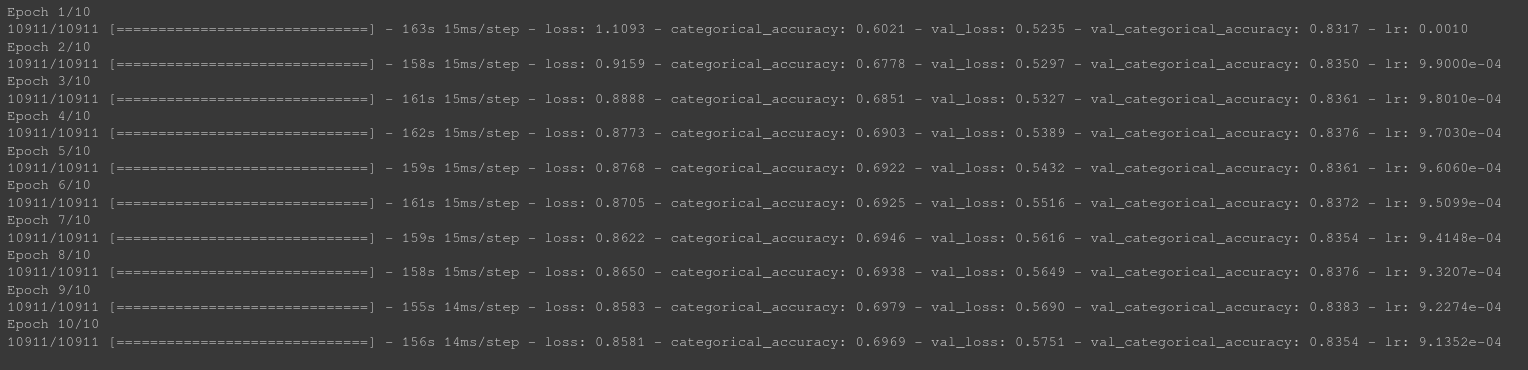 Epoch 1/10
10911/10911 [==============================] - 163s 15ms/step - loss: 1.1093 - categorical_accuracy: 0.6021 - val_loss: 0.5235 - val_categorical_accuracy: 0.8317 - lr: 0.0010
Epoch 2/10
10911/10911 [==============================] - 158s 15ms/step - loss: 0.9159 - categorical_accuracy: 0.6778 - val_loss: 0.5297 - val_categorical_accuracy: 0.8350 - lr: 9.9000e-04
Epoch 3/10
10911/10911 [==============================] - 161s 15ms/step - loss: 0.8888 - categorical_accuracy: 0.6851 - val_loss: 0.5327 - val_categorical_accuracy: 0.8361 - lr: 9.8010e-04
Epoch 4/10
10911/10911 [==============================] - 162s 15ms/step - loss: 0.8773 - categorical_accuracy: 0.6903 - val_loss: 0.5389 - val_categorical_accuracy: 0.8376 - lr: 9.7030e-04
Epoch 5/10
10911/10911 [==============================] - 159s 15ms/step - loss: 0.8768 - categorical_accuracy: 0.6922 - val_loss: 0.5432 - val_categorical_accuracy: 0.8361 - lr: 9.6060e-04
Epoch 6/10
10911/10911 [==============================] - 161s 15ms/step - loss: 0.8705 - categorical_accuracy: 0.6925 - val_loss: 0.5516 - val_categorical_accuracy: 0.8372 - lr: 9.5099e-04
Epoch 7/10
10911/10911 [==============================] - 159s 15ms/step - loss: 0.8622 - categorical_accuracy: 0.6946 - val_loss: 0.5616 - val_categorical_accuracy: 0.8354 - lr: 9.4148e-04
Epoch 8/10
10911/10911 [==============================] - 158s 15ms/step - loss: 0.8650 - categorical_accuracy: 0.6938 - val_loss: 0.5649 - val_categorical_accuracy: 0.8376 - lr: 9.3207e-04
Epoch 9/10
10911/10911 [==============================] - 155s 14ms/step - loss: 0.8583 - categorical_accuracy: 0.6979 - val_loss: 0.5690 - val_categorical_accuracy: 0.8383 - lr: 9.2274e-04
Epoch 10/10
10911/10911 [==============================] - 156s 14ms/step - loss: 0.8581 - categorical_accuracy: 0.6969 - val_loss: 0.5751 - val_categorical_accuracy: 0.8354 - lr: 9.1352e-04